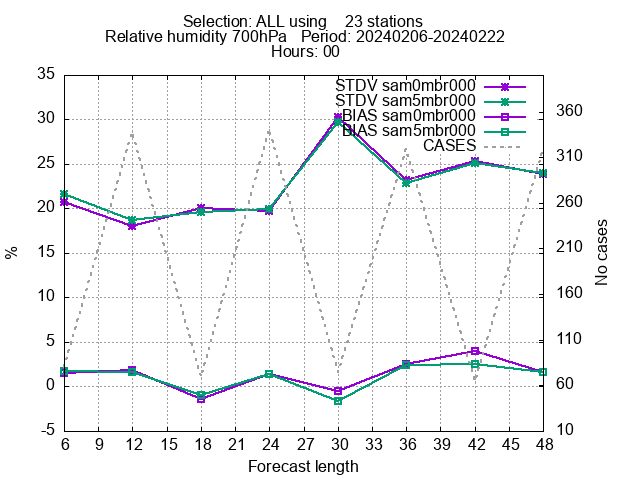 Selection: ALL using    23 stations
Relative humidity 700hPa   Period: 20240206-20240222
Hours: 00
STDV sam0mbr000
STDV sam5mbr000
BIAS sam0mbr000
BIAS sam5mbr000
CASES
35
30
25
20
15
10
5
0
-5
%
360
310
260
210
160
110
60
10
No cases
6 9 12 15 18 21 24 27 30 33 36 39 42 45 48
Forecast length